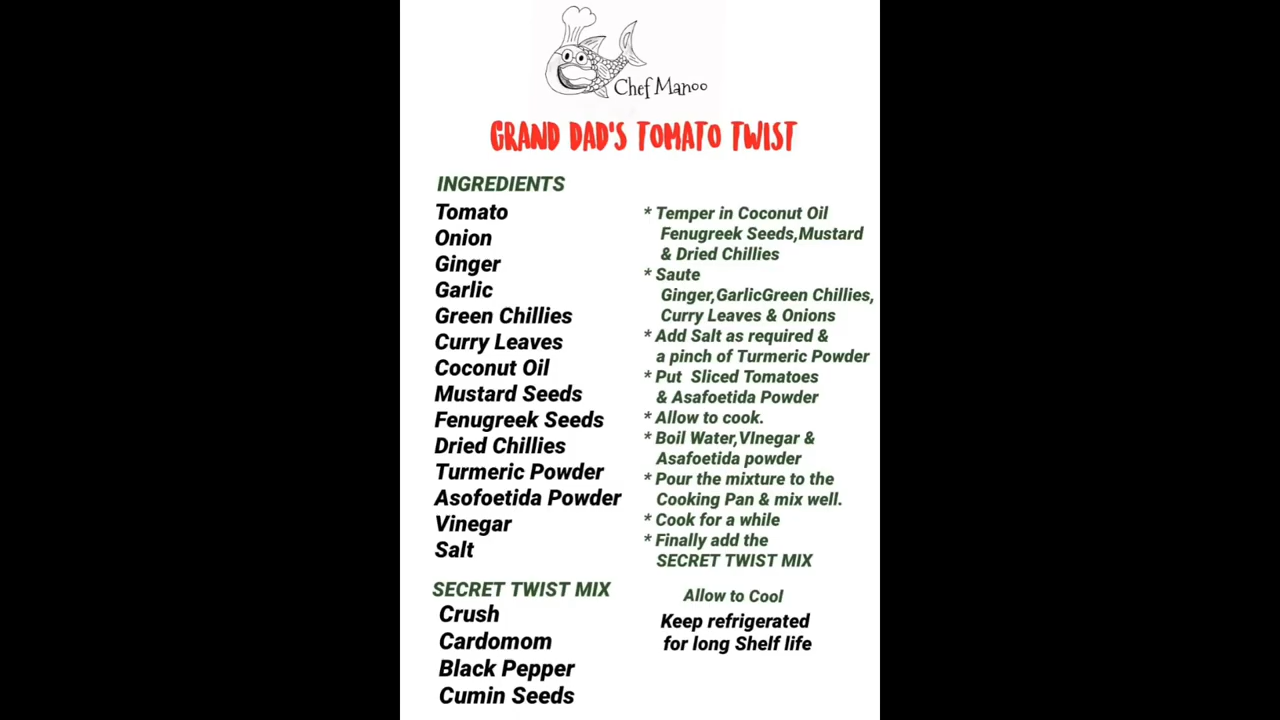 Chef Manoo
GRAND DAD'S TOMATO TWIST
INGREDIENTS
Tomato
Onion
Ginger
Garlic
Green Chillies
Curry Leaves
Coconut Oil
Mustard Seeds
Fenugreek Seeds
Dried Chillies
Turmeric Powder
Asofoetida Powder
Vinegar
Salt
SECRET TWIST MIX
Crush
Cardomom
Black Pepper
Cumin Seeds
* Temper in Coconut Oil
Fenugreek Seeds,Mustard
& Dried Chillies
* Saute
Ginger,GarlicGreen Chillies,
Curry Leaves & Onions
* Add Salt as required &
a pinch of Turmeric Powder
* Put Sliced Tomatoes
& Asafoetida Powder
* Allow to cook.
* Boil Water,VInegar &
Asafoetida powder
* Pour the mixture to the
Cooking Pan & mix well.
* Cook for a while
* Finally add the
SECRET TWIST MIX
Allow to Cool
Keep refrigerated
for long Shelf life